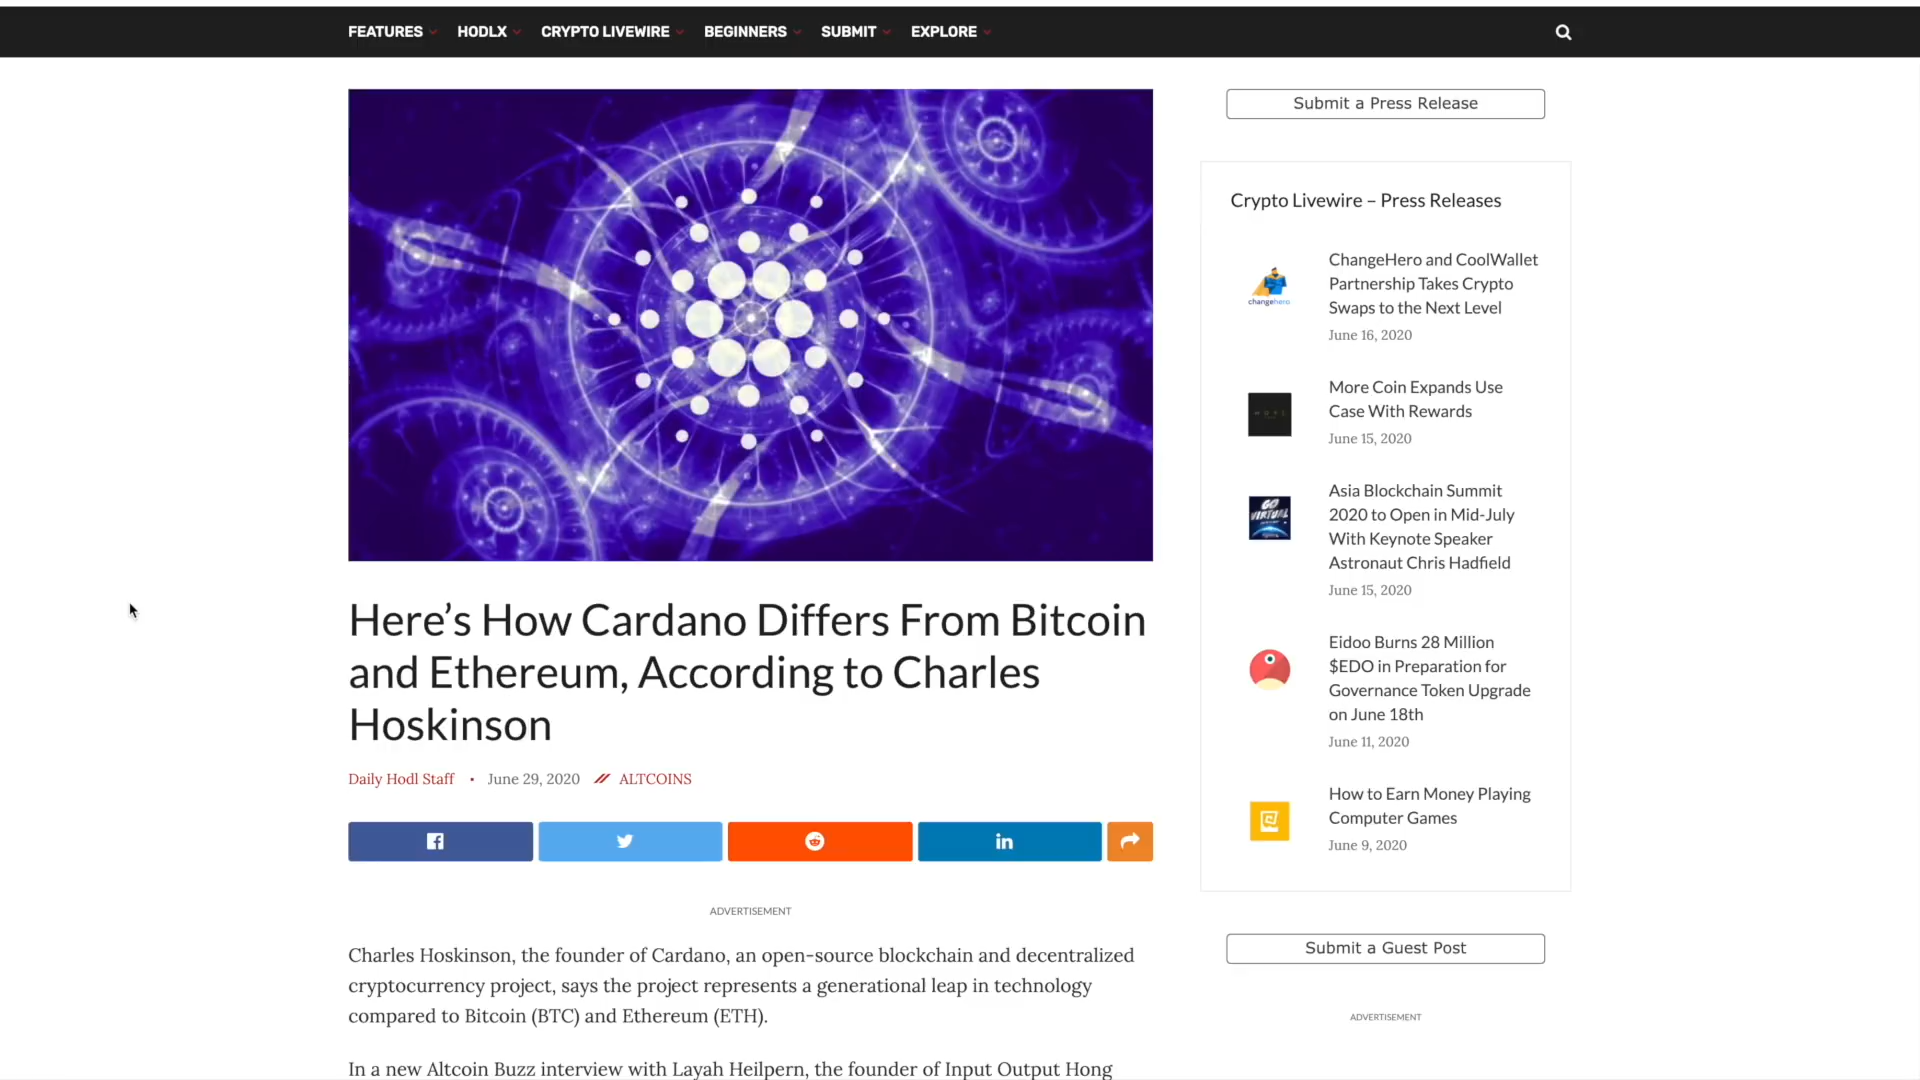 FEATURES HODLX CRYPTO LIVEWIRE BEGINNERS SUBMIT EXPLORE
Here’s How Cardano Differs From Bitcoin
and Ethereum, According to Charles
Hoskinson
Daily Hodl Staff • June 29, 2020 ALTCOINS
ADVERTISEMENT
Charles Hoskinson, the founder of Cardano, an open-source blockchain and decentralized
cryptocurrency project, says the project represents a generational leap in technology
compared to Bitcoin (BTC) and Ethereum (ETH).
In a new Altcoin Buzz interview with Layah Heilpern, the founder of Input Output Hong
Submit a Press Release
Crypto Livewire – Press Releases
changehero
ChangeHero and CoolWallet
Partnership Takes Crypto
Swaps to the Next Level
June 16, 2020
More Coin Expands Use
Case With Rewards
June 15, 2020
GO
VIRTUAL
Asia Blockchain Summit
2020 to Open in Mid-July
With Keynote Speaker
Astronaut Chris Hadfield
June 15, 2020
Eidoo Burns 28 Million
$EDO in Preparation for
Governance Token Upgrade
on June 18th
June 11, 2020
How to Earn Money Playing
Computer Games
June 9, 2020
Submit a Guest Post
ADVERTISEMENT